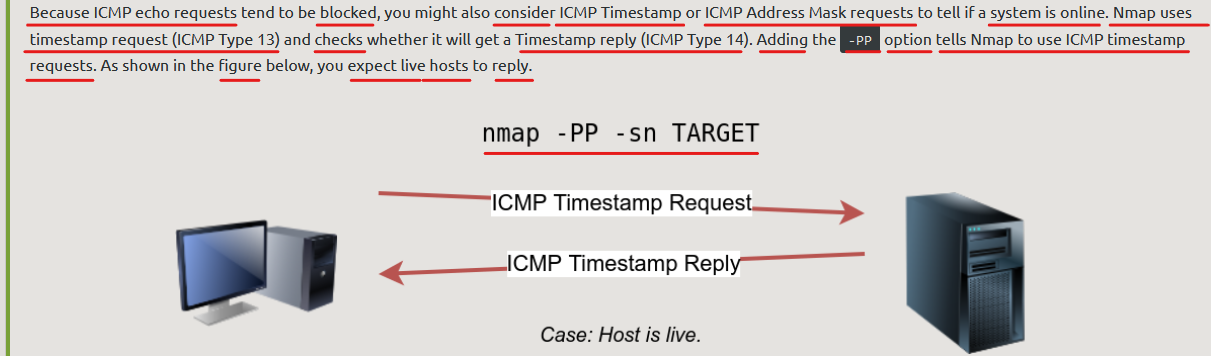 Because ICMP echo requests tend to be blocked, you might also consider ICMP Timestamp or ICMP Address Mask requests to tell if a system is online. Nmap uses
timestamp request (ICMP Type 13) and checks whether it will get a Timestamp reply (ICMP Type 14). Adding the -PP option tells Nmap to use ICMP timestamp
requests. As shown in the figure below, you expect live hosts to reply.
nmap -PP -sn TARGET
ICMP Timestamp Request
ICMP Timestamp Reply
Case: Host is live.